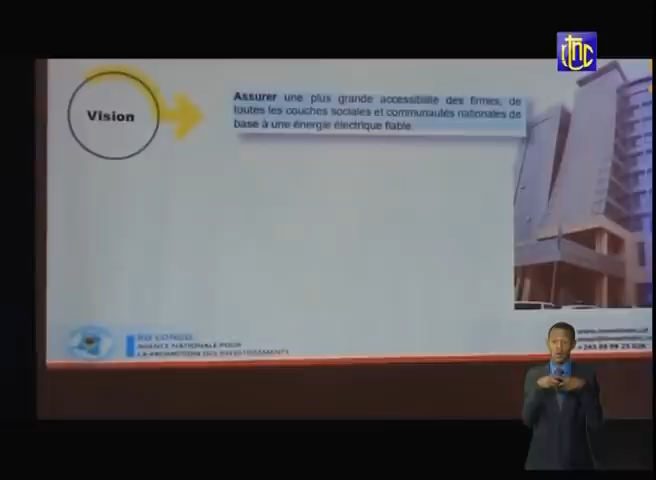 Vision
Assurer une plus grande accessibilité des firmes, de
toutes les couches sociales et communautés nationales de
base à une énergie électrique fiable.
RD CONGO
AGENCE NATIONALE POUR
LA PROMOTION DES INVESTISSEMENTS